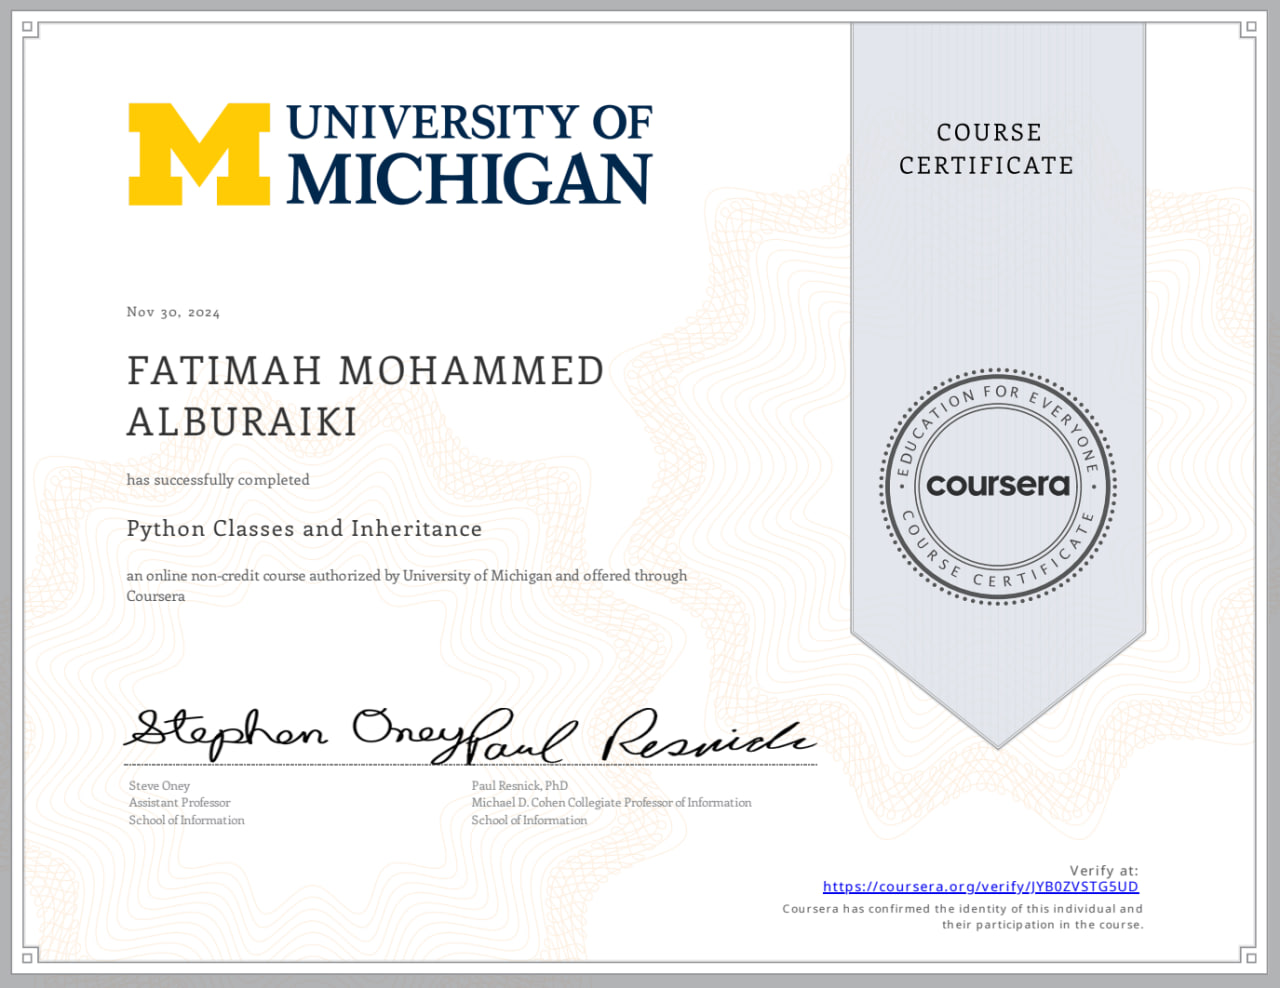 UNIVERSITY OF
MICHIGAN
COURSE
CERTIFICATE
Nov 30, 2024
FATIMAH MOHAMMED
ALBURAIKI
has successfully completed
Python Classes and Inheritance
an online non-credit course authorized by University of Michigan and offered through
Coursera
EDUCATION FOR EVERYONE
coursera
COURSE CERTIFICATE
Stephen Oney
Paul Resnick
Steve Oney
Assistant Professor
School of Information
Paul Resnick, PhD
Michael D. Cohen Collegiate Professor of Information
School of Information
Verify at:
https://coursera.org/verify/JYB0ZVSTG5UD
Coursera has confirmed the identity of this individual and
their participation in the course.